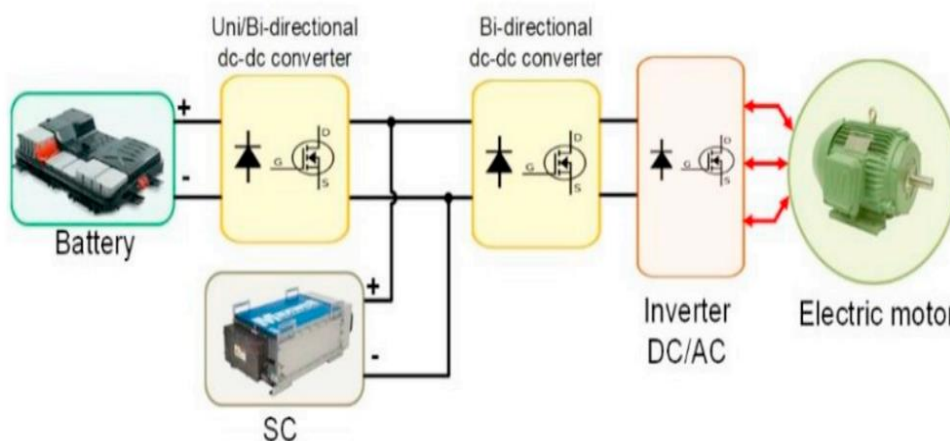 Uni/Bi-directional
dc-dc converter
Bi-directional
dc-dc converter
+
-
D
G
S
D
G
S
D
G
S
Battery
+
-
SC
Inverter
DC/AC
Electric motor